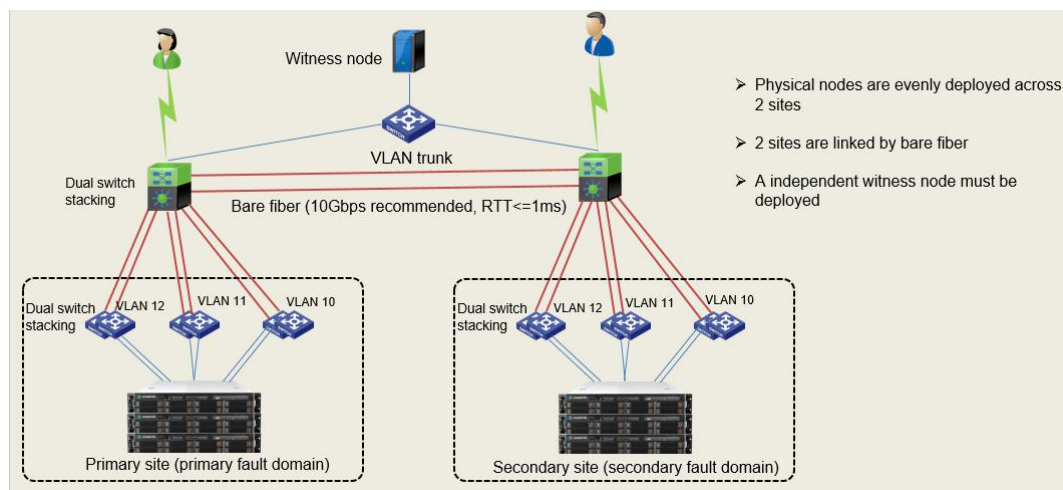 Witness node
SWITCH
VLAN trunk
Dual switch
stacking
Bare fiber (10Gbps recommended, RTT<=1ms)
Dual switch
stacking
VLAN 12
VLAN 11
VLAN 10
Primary site (primary fault domain)
Dual switch
stacking
VLAN 12
VLAN 11
VLAN 10
Secondary site (secondary fault domain)
➢ Physical nodes are evenly deployed across
2 sites
➢ 2 sites are linked by bare fiber
➢ A independent witness node must be
deployed